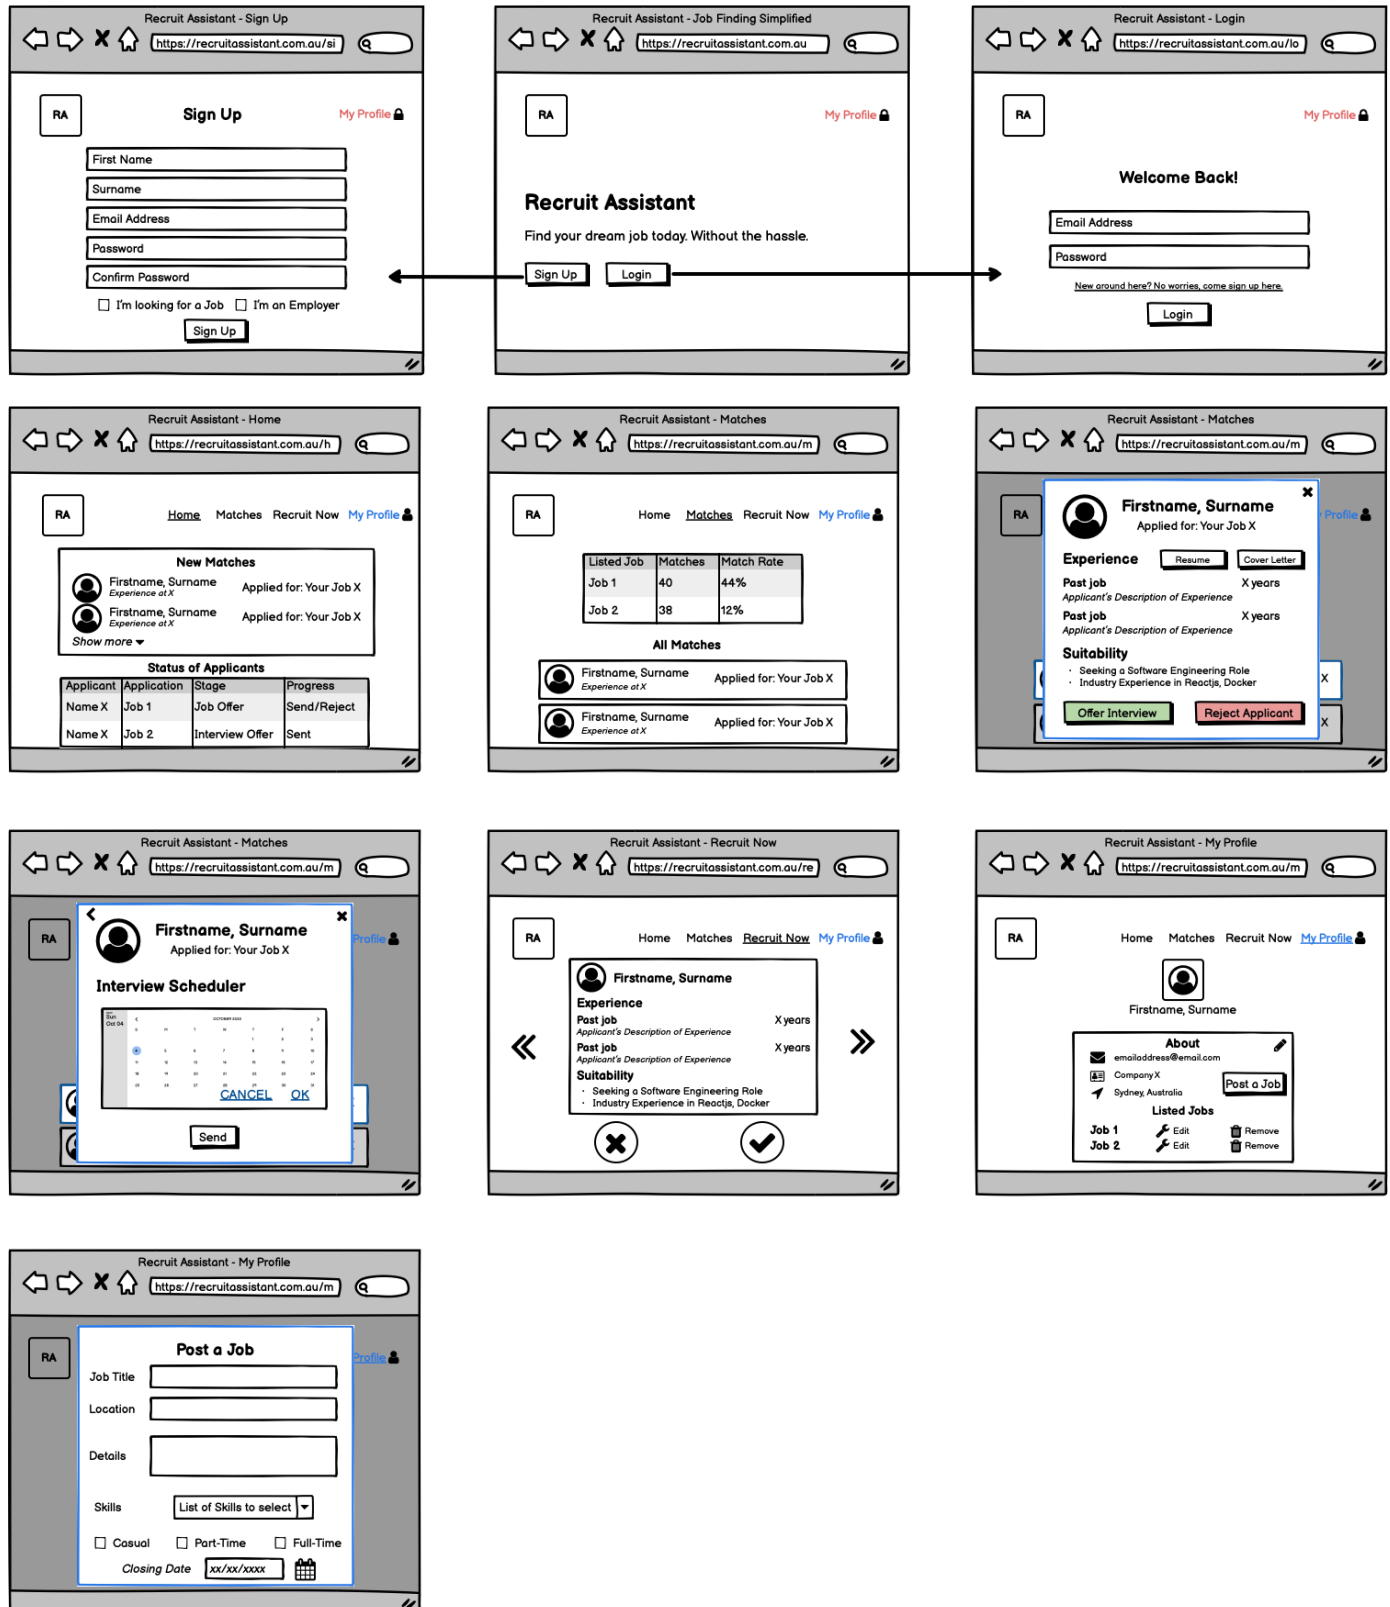 Recruit Assistant - Sign Up
https://recruitassistant.com.au/si
RA
Sign Up
My Profile
First Name
Surname
Email Address
Password
Confirm Password
I'm looking for a Job
I'm an Employer
Sign Up
Recruit Assistant - Job Finding Simplified
https://recruitassistant.com.au
RA
My Profile
Recruit Assistant
Find your dream job today. Without the hassle.
Sign Up
Login
Recruit Assistant - Login
https://recruitassistant.com.au/lo
RA
My Profile
Welcome Back!
Email Address
Password
New around here? No worries, come sign up here.
Login
Recruit Assistant - Home
https://recruitassistant.com.au/h
RA
Home Matches Recruit Now My Profile
New Matches
Firstname, Surname
Experience at X
Applied for: Your Job X
Firstname, Surname
Experience at X
Applied for: Your Job X
Show more
Status of Applicants
Applicant Application Stage Progress
Name X Job 1 Job Offer Send/Reject
Name X Job 2 Interview Offer Sent
Recruit Assistant - Matches
https://recruitassistant.com.au/m
RA
Home Matches Recruit Now My Profile
Listed Job Matches Match Rate
Job 1 40 44%
Job 2 38 12%
All Matches
Firstname, Surname
Experience at X
Applied for: Your Job X
Firstname, Surname
Experience at X
Applied for: Your Job X
Recruit Assistant - Matches
https://recruitassistant.com.au/m
RA
Profile
Firstname, Surname
Applied for: Your Job X
Experience Resume Cover Letter
Past job X years
Applicant's Description of Experience
Past job X years
Applicant's Description of Experience
Suitability
· Seeking a Software Engineering Role
· Industry Experience in Reactjs, Docker
X
Offer Interview Reject Applicant
X
Recruit Assistant - Matches
https://recruitassistant.com.au/m
RA
Profile
Firstname, Surname
Applied for: Your Job X
Interview Scheduler
Sun
Oct 04
CANCEL OK
Send
Recruit Assistant - Recruit Now
https://recruitassistant.com.au/re
RA
Home Matches Recruit Now My Profile
Firstname, Surname
Experience
Past job X years
Applicant's Description of Experience
Past job X years
Applicant's Description of Experience
Suitability
· Seeking a Software Engineering Role
· Industry Experience in Reactjs, Docker
Recruit Assistant - My Profile
https://recruitassistant.com.au/m
RA
Home Matches Recruit Now My Profile
Firstname, Surname
About
emailaddress@email.com
Company X
Sydney, Australia
Post a Job
Listed Jobs
Job 1 Edit Remove
Job 2 Edit Remove
Recruit Assistant - My Profile
https://recruitassistant.com.au/m
RA
Profile
Post a Job
Job Title
Location
Details
Skills
List of Skills to select
Casual Part-Time Full-Time
Closing Date xx/xx/xxxx